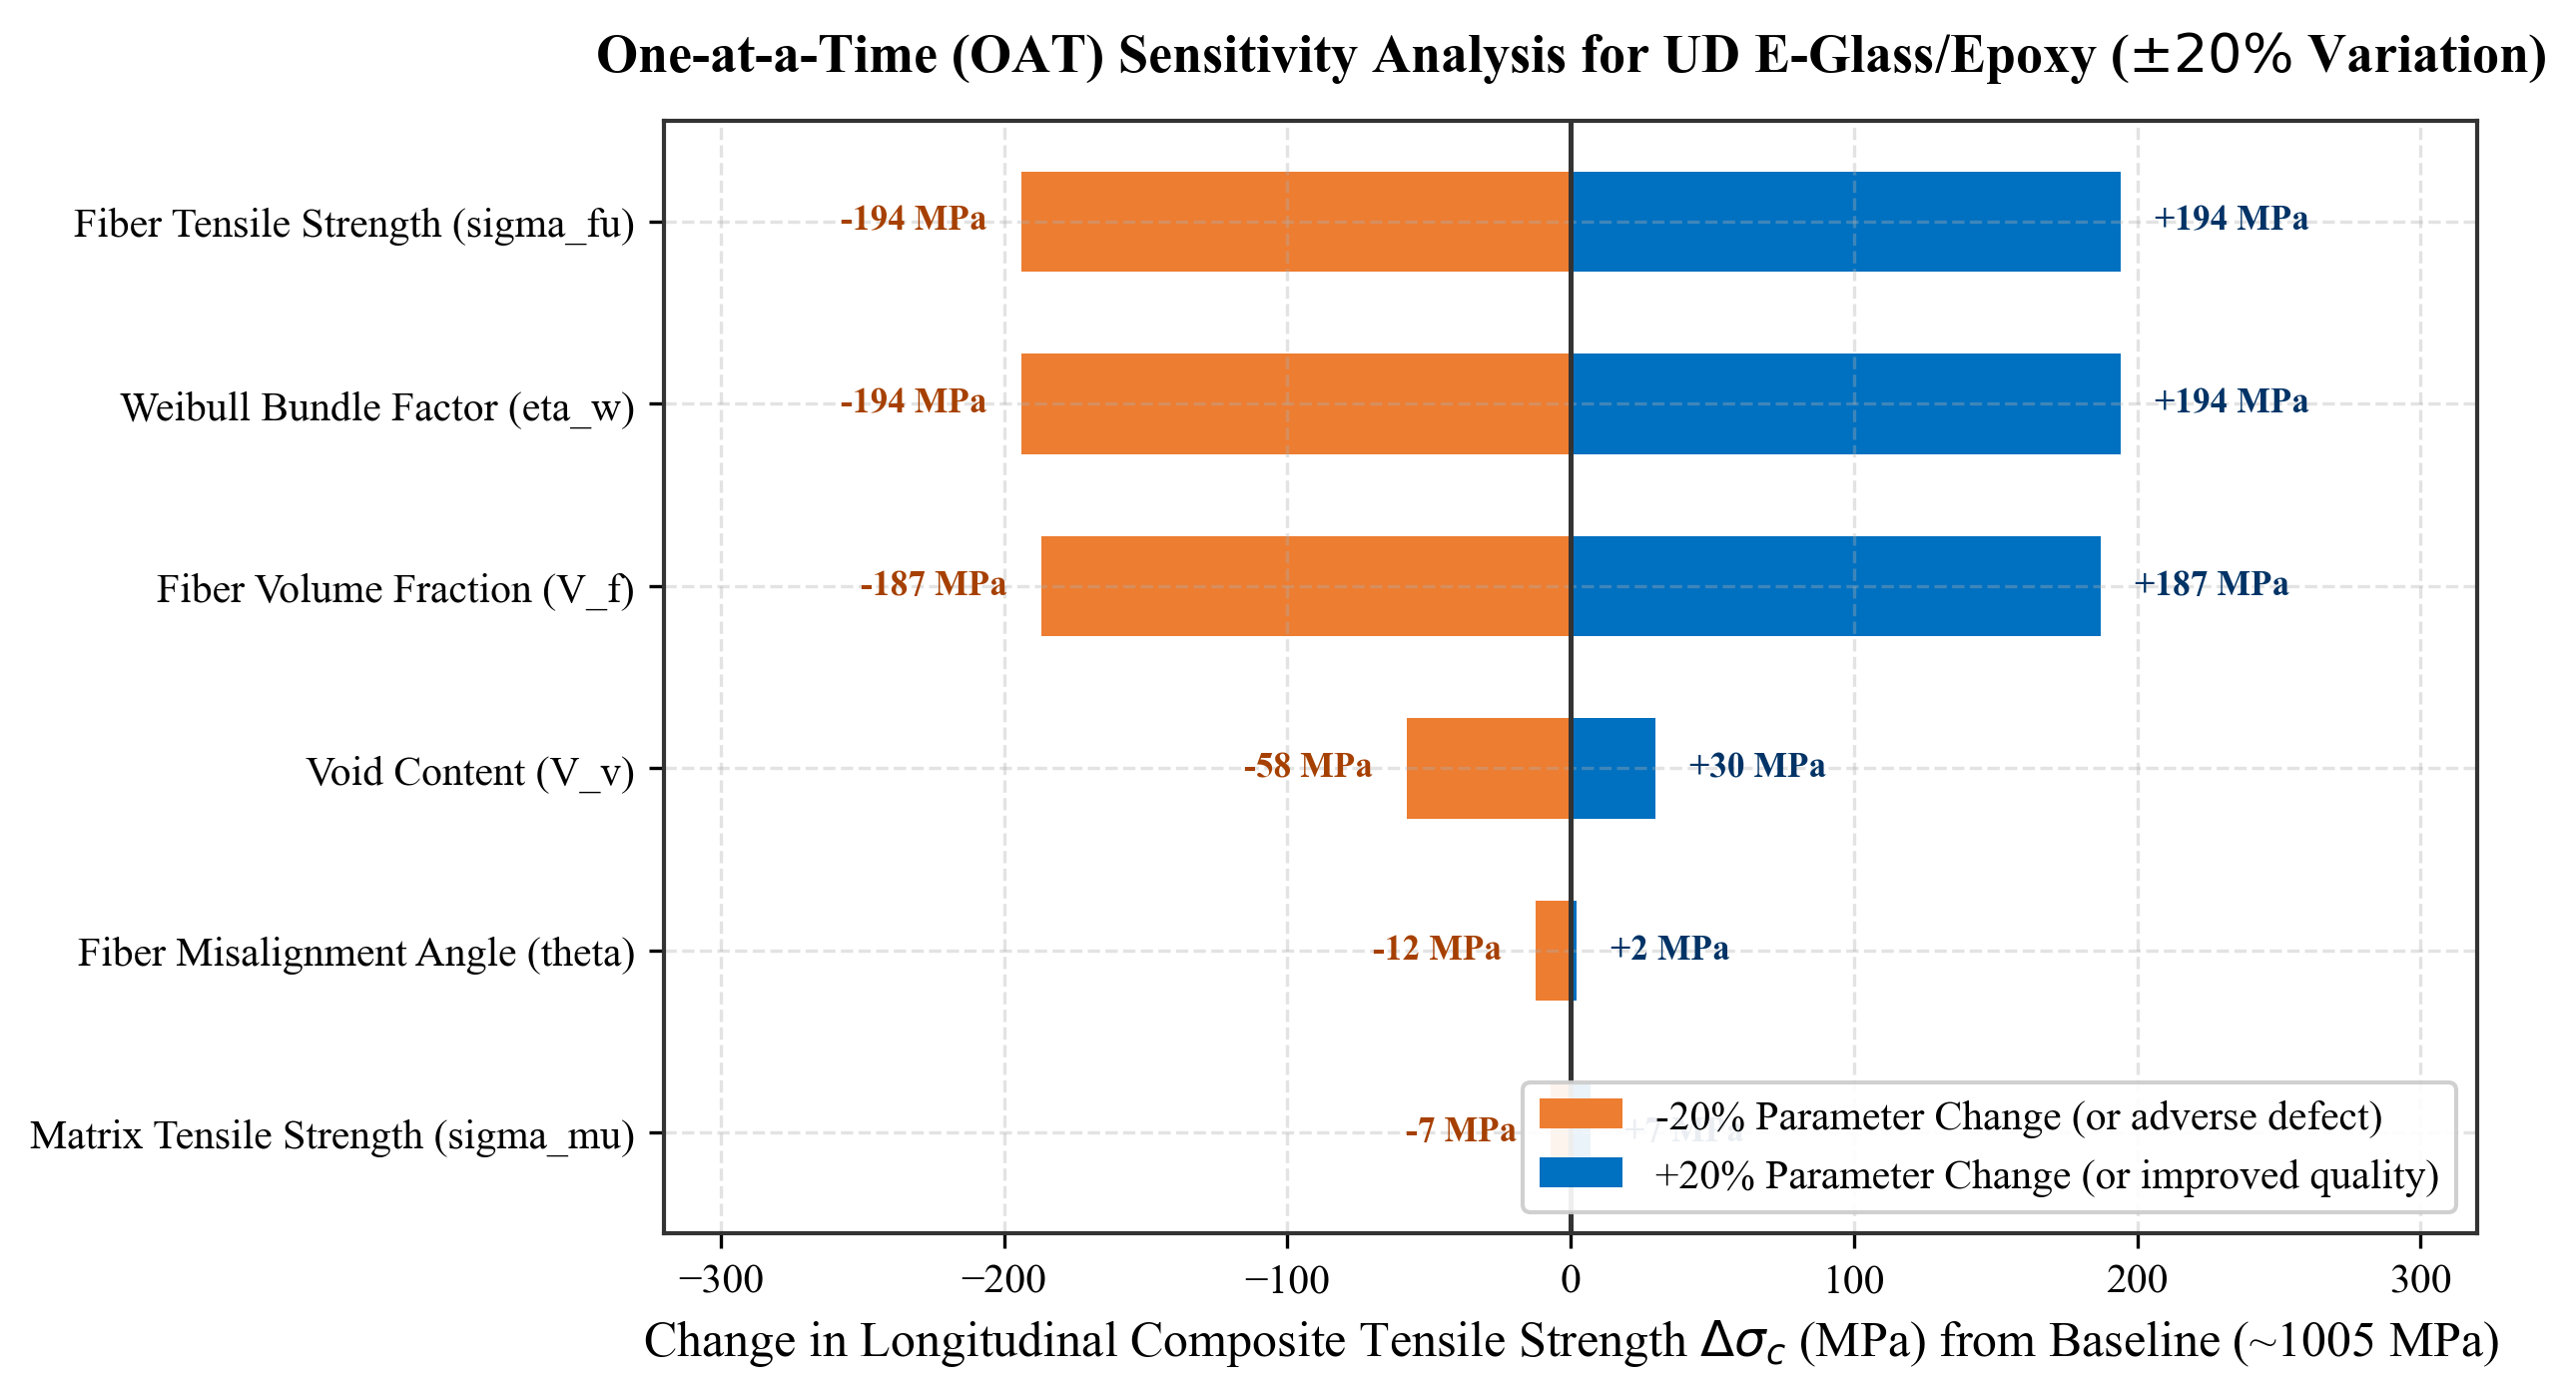 One-at-a-Time (OAT) Sensitivity Analysis for UD E-Glass/Epoxy (±20% Variation)
Fiber Tensile Strength (sigma_fu)
-194 MPa
+194 MPa
Weibull Bundle Factor (eta_w)
-194 MPa
+194 MPa
Fiber Volume Fraction (V_f)
-187 MPa
+187 MPa
Void Content (V_v)
-58 MPa
+30 MPa
Fiber Misalignment Angle (theta)
-12 MPa
+2 MPa
Matrix Tensile Strength (sigma_mu)
-7 MPa
+7 MPa
-20% Parameter Change (or adverse defect)
+20% Parameter Change (or improved quality)
−300 −200 −100 0 100 200 300
Change in Longitudinal Composite Tensile Strength Δσ_c (MPa) from Baseline (~1005 MPa)